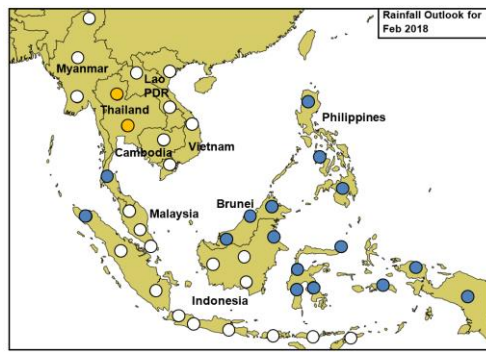 Rainfall Outlook for
Feb 2018
Myanmar
Lao
PDR
Thailand
Philippines
Cambodia
Vietnam
Malaysia
Brunei
Indonesia